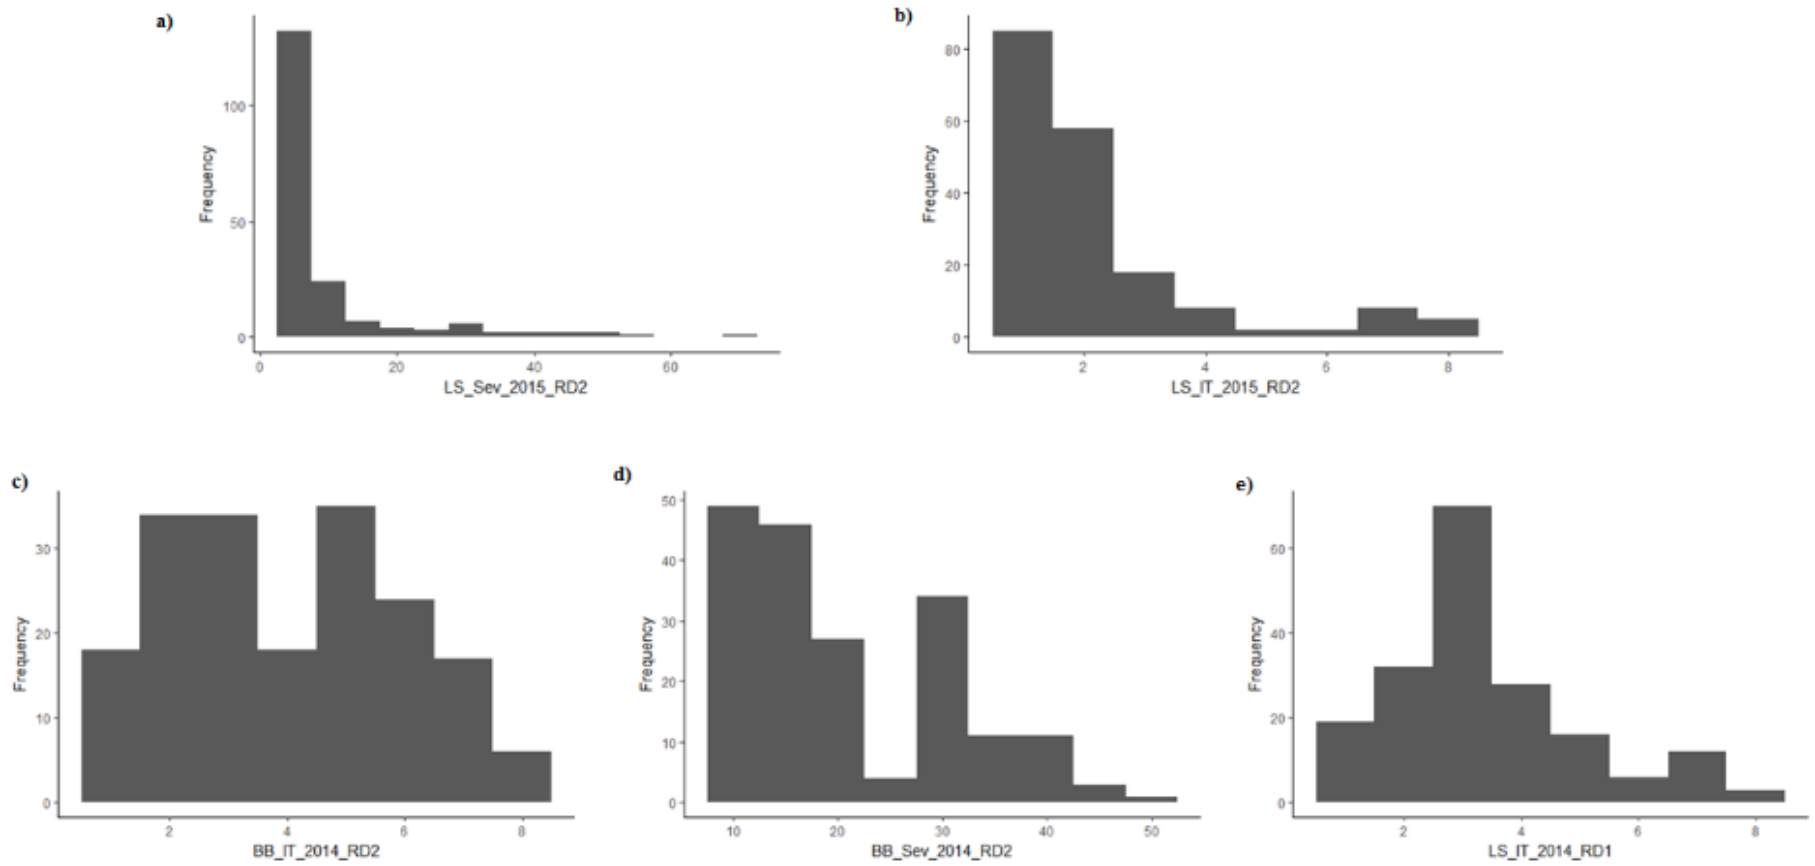 a)
Frequency
100
50
0
0 20 40 60
LS_Sev_2015_RD2
b)
Frequency
80
60
40
20
0
2 4 6 8
LS_IT_2015_RD2
c)
Frequency
30
20
10
0
2 4 6 8
BB_IT_2014_RD2
d)
Frequency
50
40
30
20
10
0
10 20 30 40 50
BB_Sev_2014_RD2
e)
Frequency
60
40
20
0
2 4 6 8
LS_IT_2014_RD1